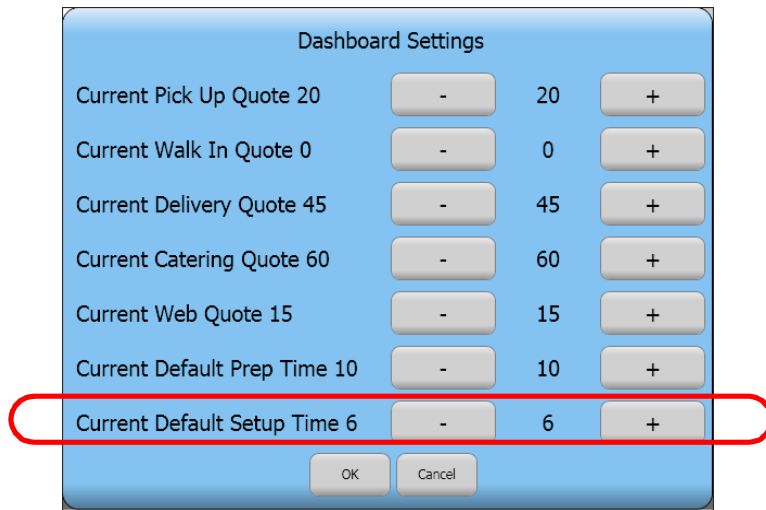 Dashboard Settings
Current Pick Up Quote 20 - 20 +
Current Walk In Quote 0 - 0 +
Current Delivery Quote 45 - 45 +
Current Catering Quote 60 - 60 +
Current Web Quote 15 - 15 +
Current Default Prep Time 10 - 10 +
Current Default Setup Time 6 - 6 +
OK Cancel